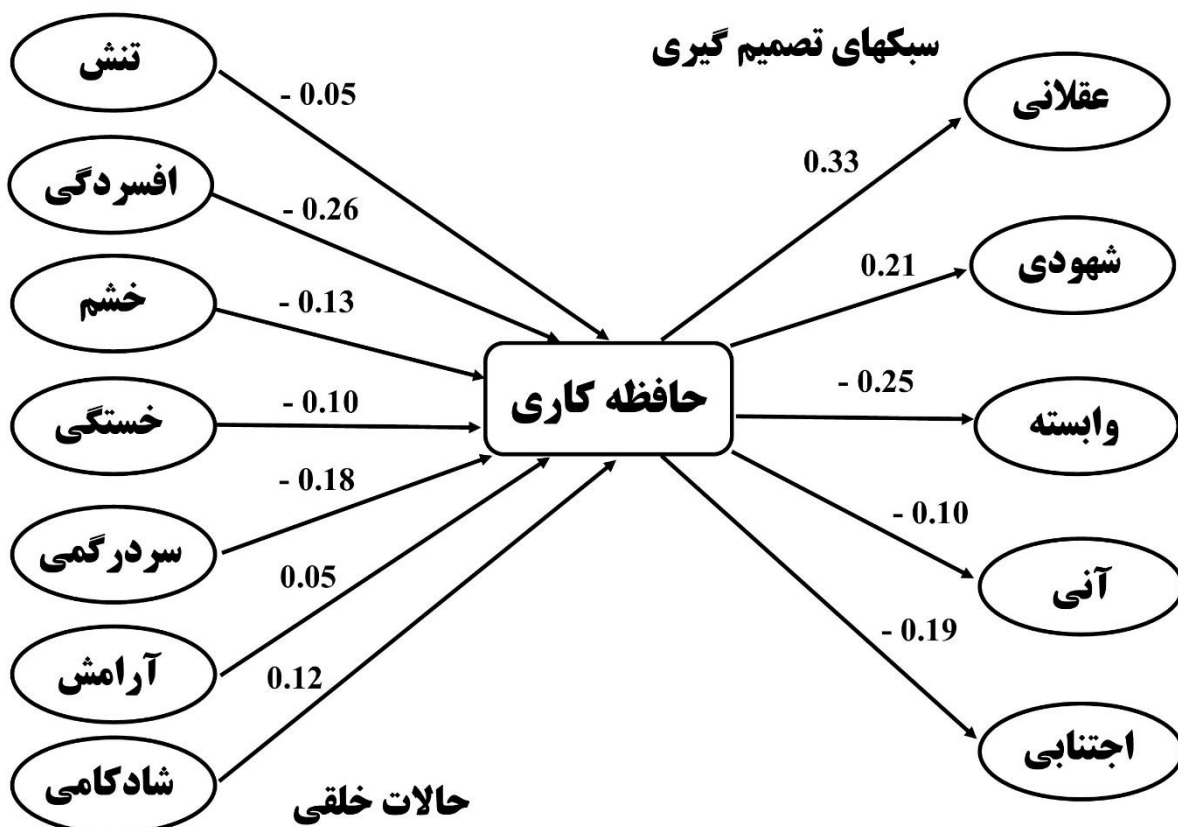 سبکهای تصمیم گیری
تنش
افسردگی
خشم
خستگی
سردرگمی
آرامش
شادکامی
- 0.05
- 0.26
- 0.13
- 0.10
- 0.18
0.05
0.12
حافظه کاری
0.33
0.21
- 0.25
- 0.10
- 0.19
عقلانی
شهودی
وابسته
آنی
اجتنابی
حالات خلقی